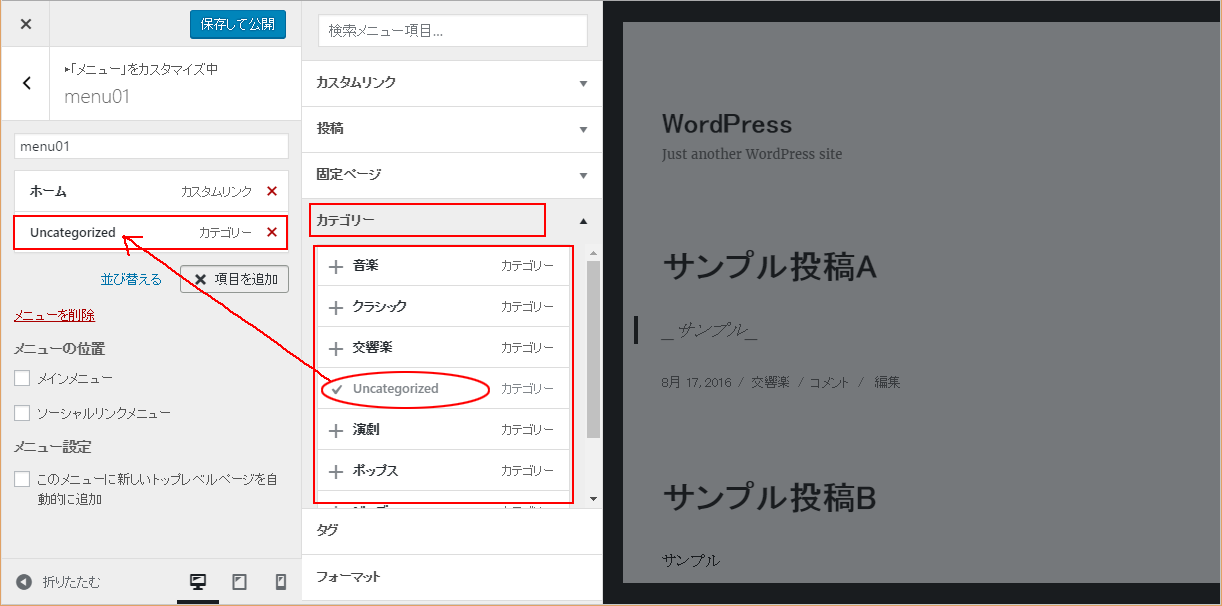 保存して公開
▸「メニュー」をカスタマイズ中
menu01
menu01
ホーム カスタムリンク
Uncategorized カテゴリー
並び替える
項目を追加
メニューを削除
メニューの位置
メインメニュー
ソーシャルリンクメニュー
メニュー設定
このメニューに新しいトップレベルページを自
動的に追加
折りたたむ
検索メニュー項目...
カスタムリンク
投稿
固定ページ
カテゴリー
音楽 カテゴリー
クラシック カテゴリー
交響楽 カテゴリー
Uncategorized カテゴリー
演劇 カテゴリー
ポップス カテゴリー
タグ
フォーマット
WordPress
Just another WordPress site
サンプル投稿A
＿サンプル＿
8月 17, 2016 / 交響楽 / コメント / 編集
サンプル投稿B
サンプル